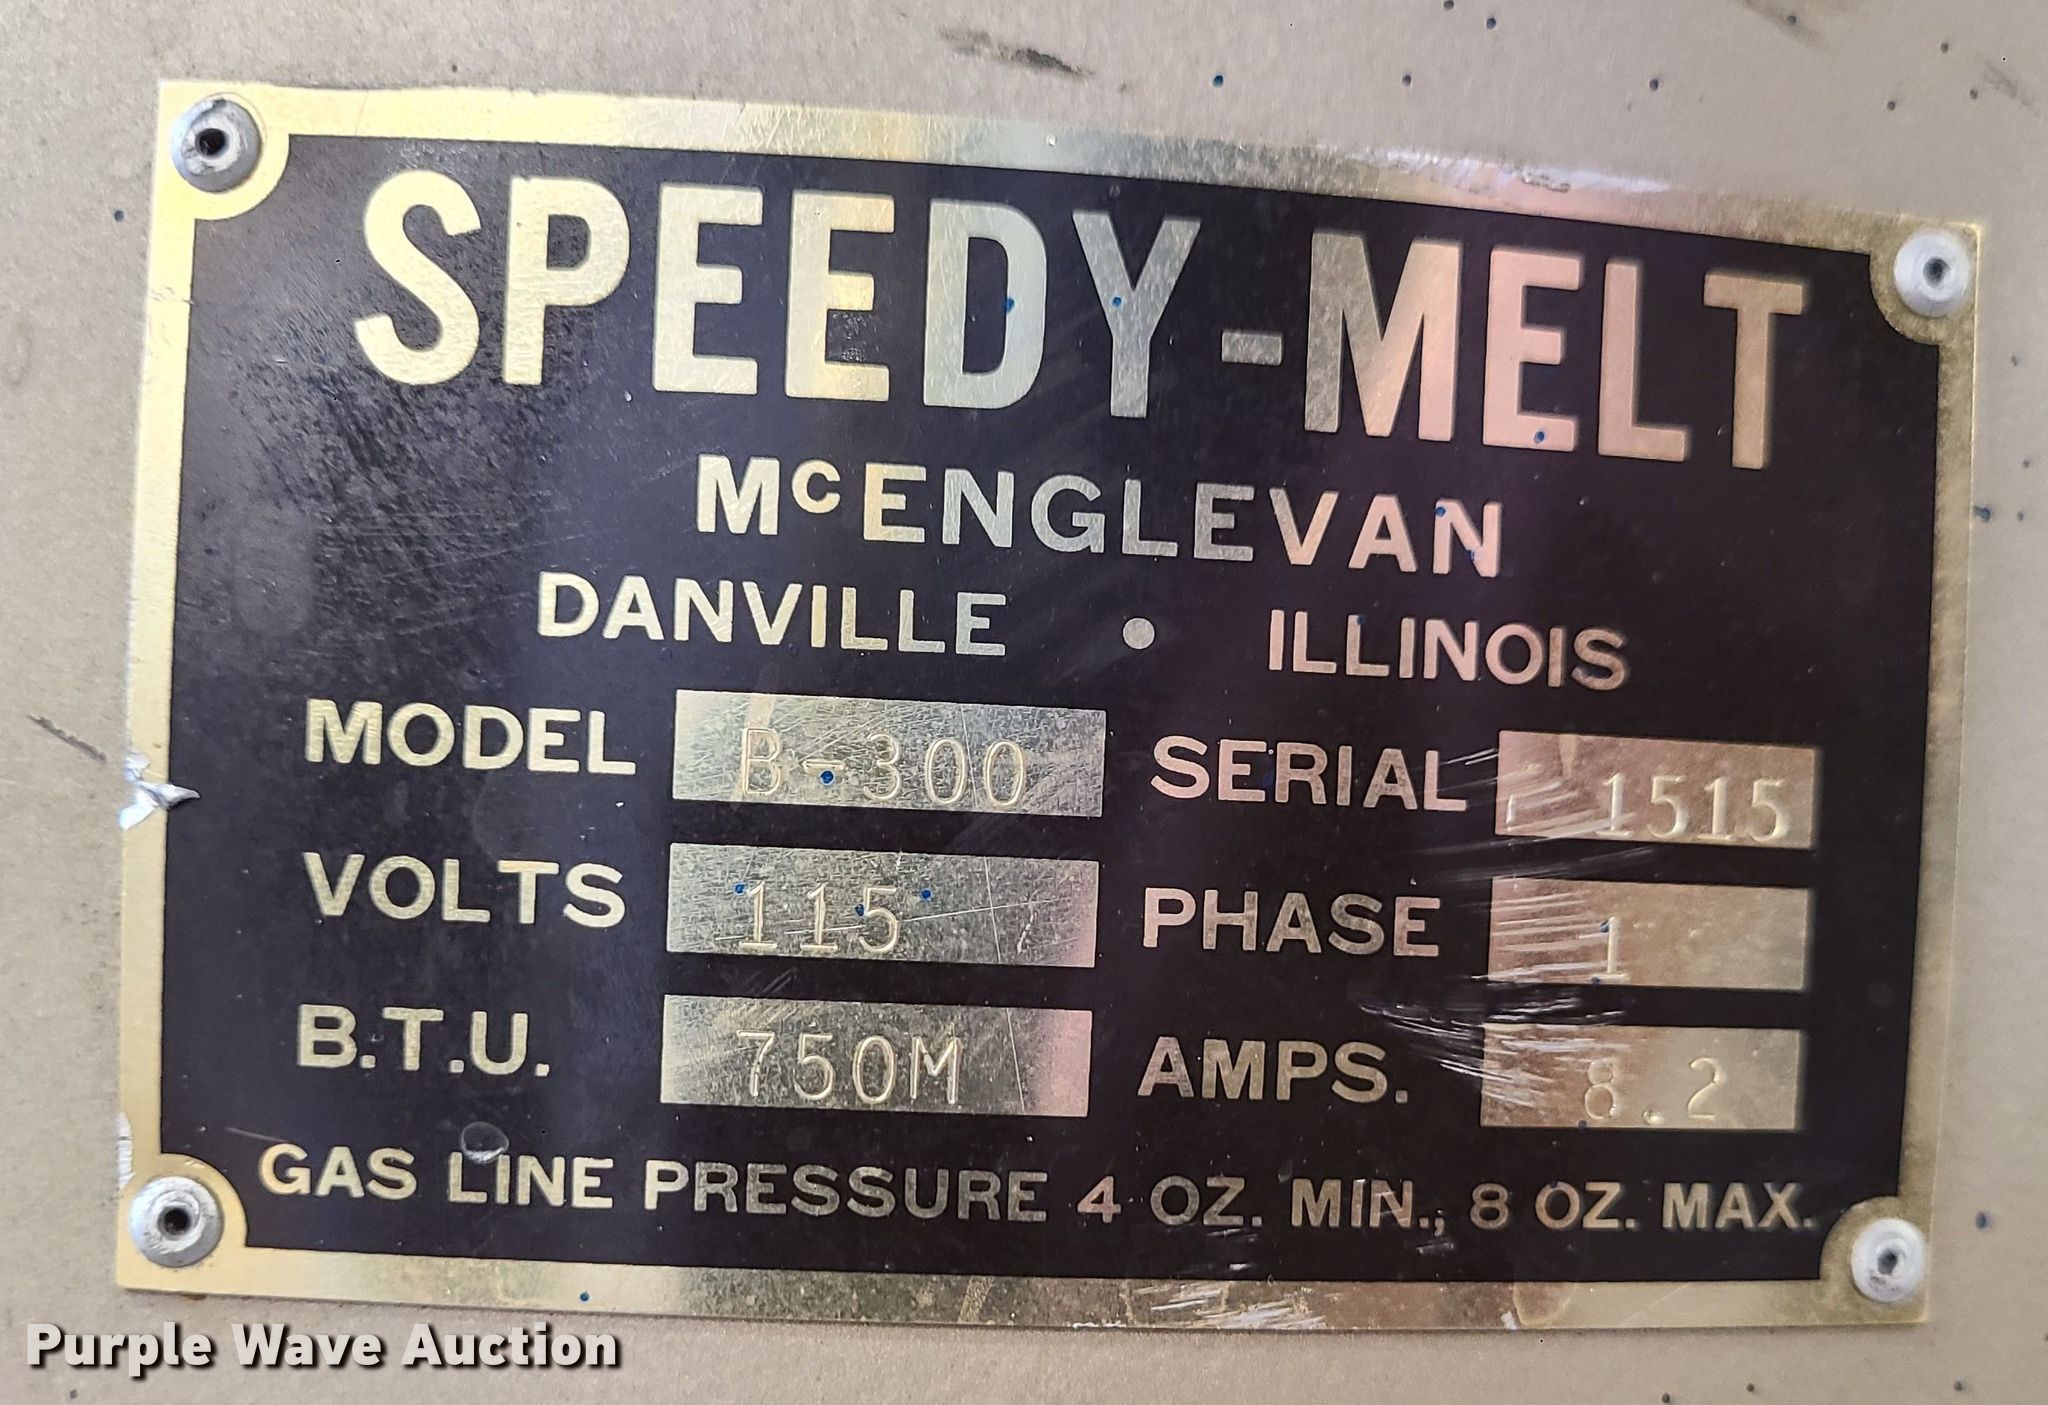 SPEEDY-MELT
McENGLEVAN
DANVILLE • ILLINOIS
MODEL B-300 SERIAL 1515
VOLTS 115 PHASE 1
B.T.U. 750M AMPS. 8.2
GAS LINE PRESSURE 4 OZ. MIN., 8 OZ. MAX.
Purple Wave Auction